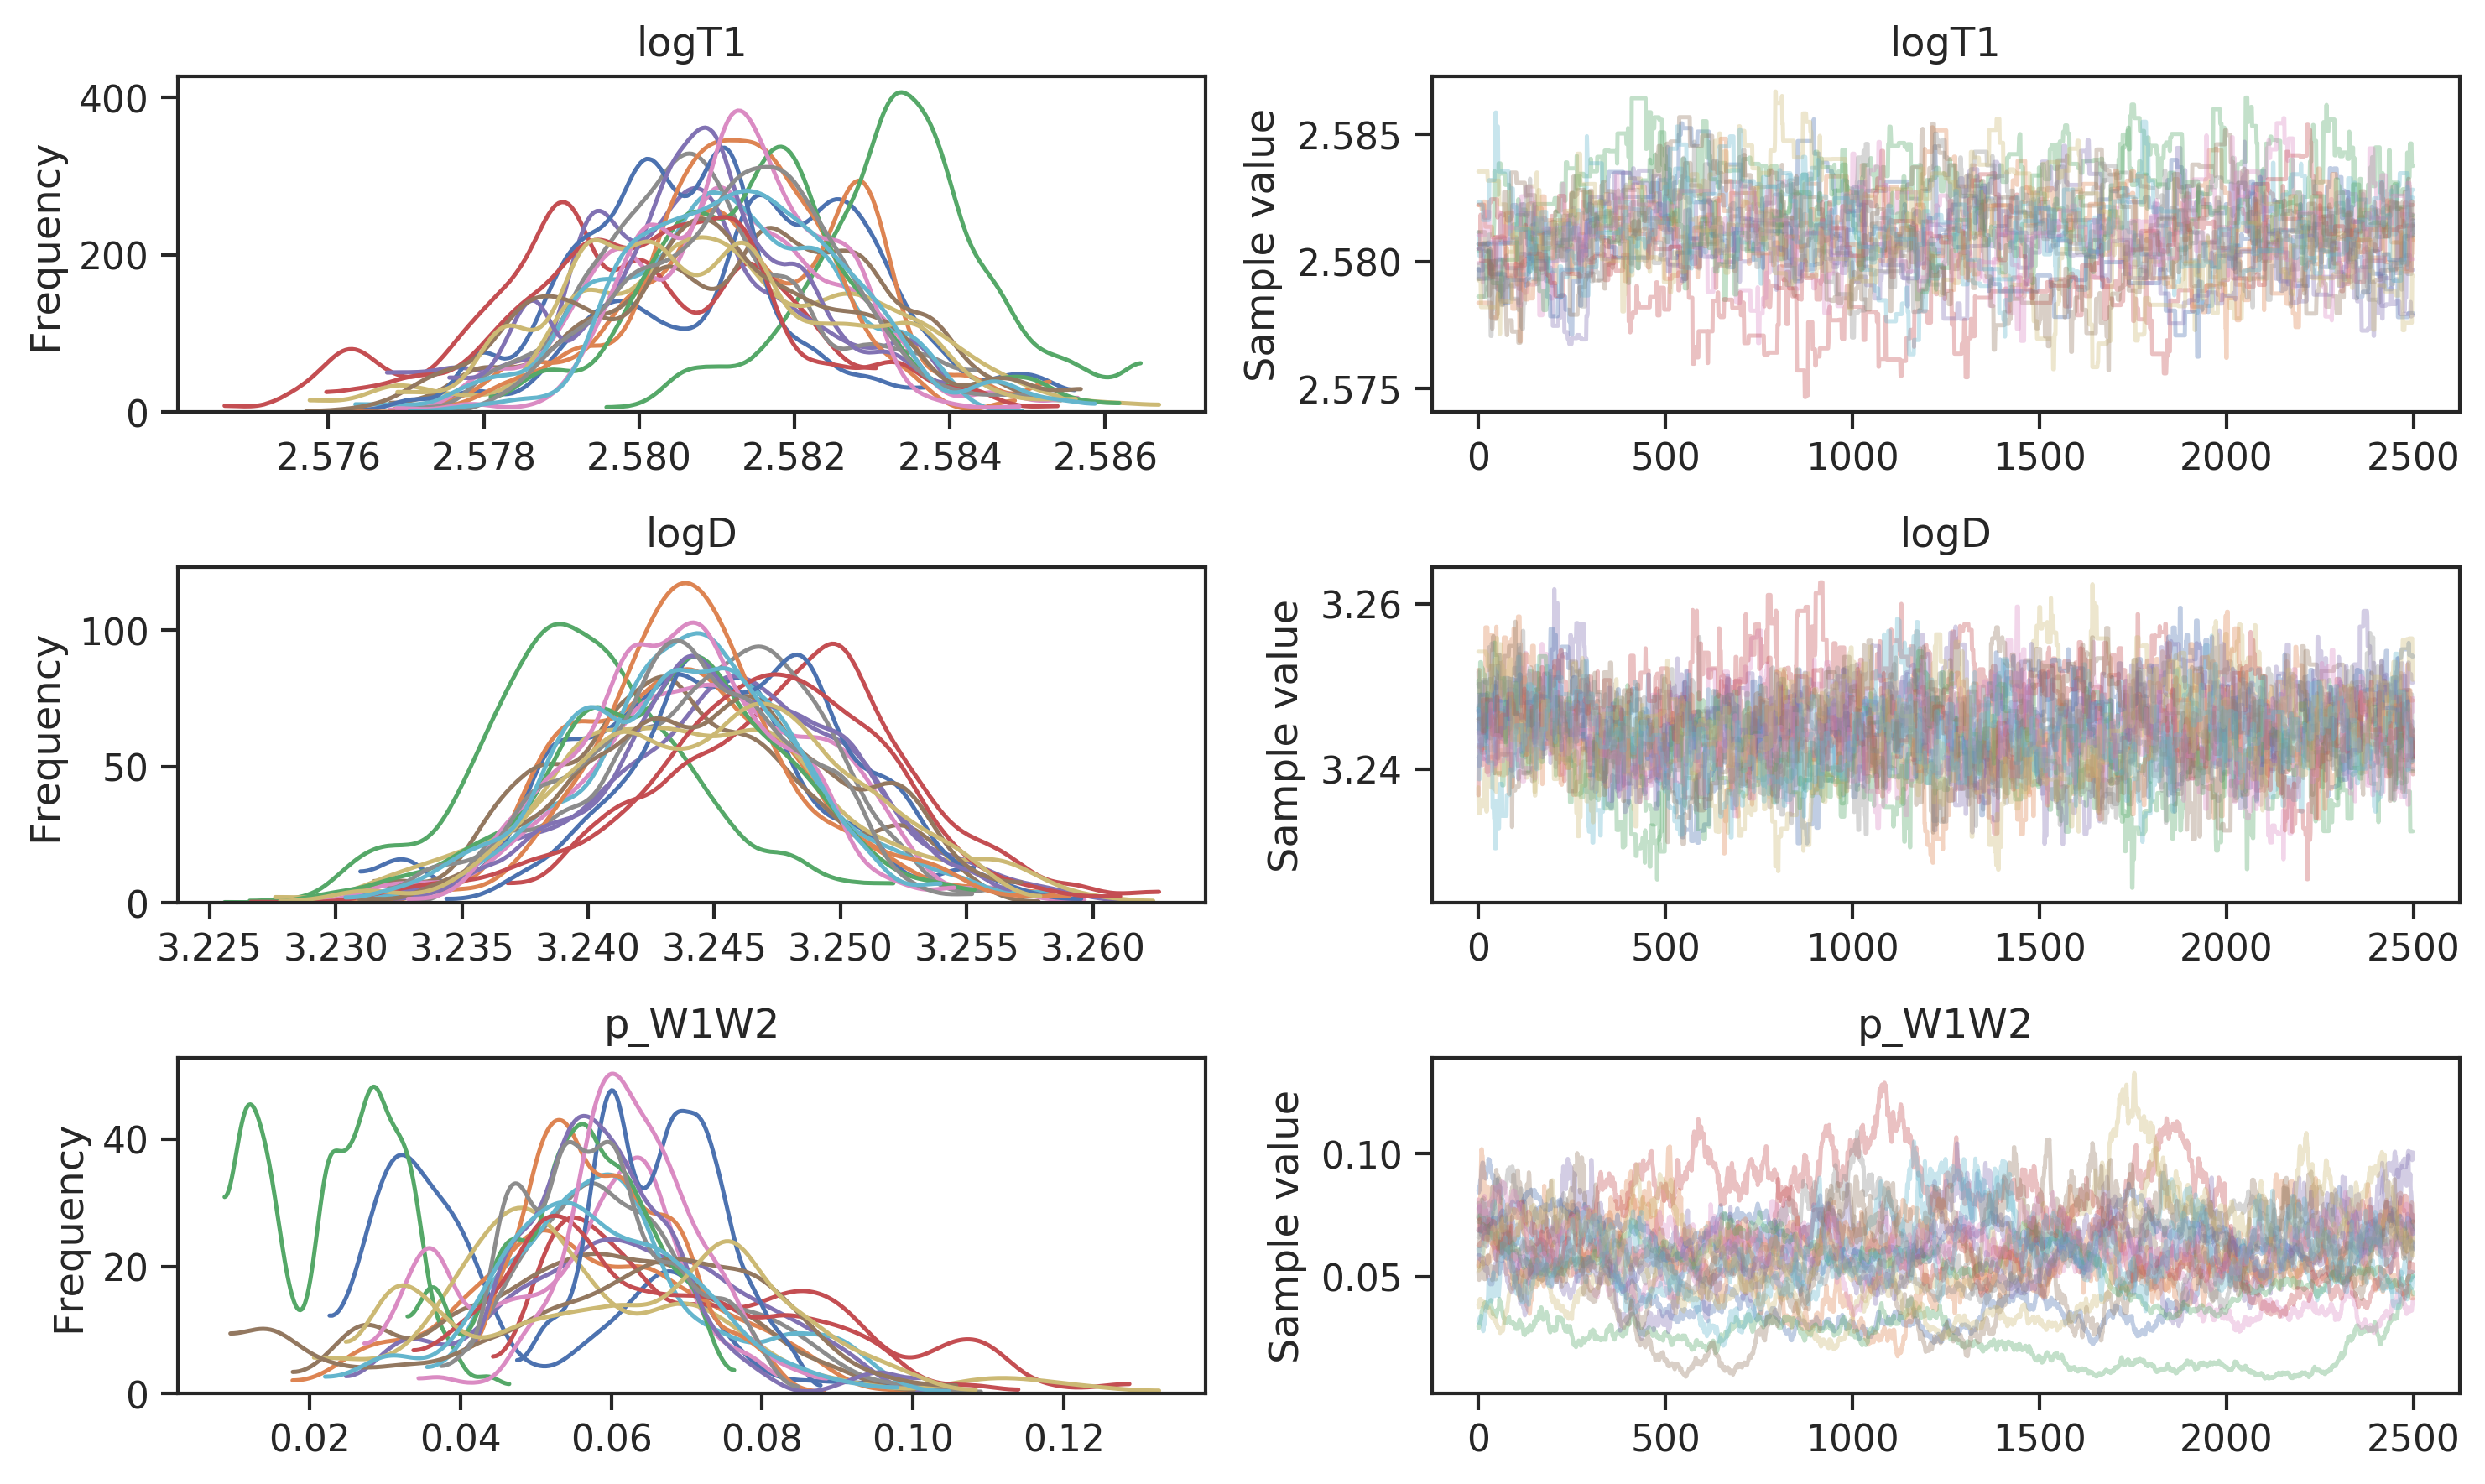 logT1
Frequency
400
200
0
2.576 2.578 2.580 2.582 2.584 2.586
logT1
Sample value
2.585
2.580
2.575
0 500 1000 1500 2000 2500
logD
Frequency
100
50
0
3.225 3.230 3.235 3.240 3.245 3.250 3.255 3.260
logD
Sample value
3.26
3.24
0 500 1000 1500 2000 2500
p_W1W2
Frequency
40
20
0
0.02 0.04 0.06 0.08 0.10 0.12
p_W1W2
Sample value
0.10
0.05
0 500 1000 1500 2000 2500